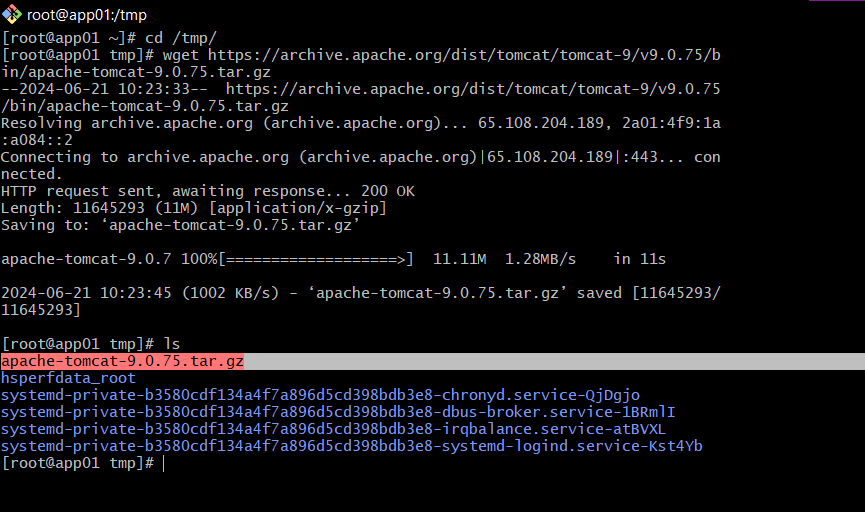 root@app01:/tmp
[root@app01 ~]# cd /tmp/
[root@app01 tmp]# wget https://archive.apache.org/dist/tomcat/tomcat-9/v9.0.75/b
in/apache-tomcat-9.0.75.tar.gz
--2024-06-21 10:23:33--  https://archive.apache.org/dist/tomcat/tomcat-9/v9.0.75
/bin/apache-tomcat-9.0.75.tar.gz
Resolving archive.apache.org (archive.apache.org)... 65.108.204.189, 2a01:4f9:1a
:a084::2
Connecting to archive.apache.org (archive.apache.org)|65.108.204.189|:443... con
nected.
HTTP request sent, awaiting response... 200 OK
Length: 11645293 (11M) [application/x-gzip]
Saving to: ‘apache-tomcat-9.0.75.tar.gz’
apache-tomcat-9.0.7 100%[===================>]  11.11M  1.28MB/s    in 11s
2024-06-21 10:23:45 (1002 KB/s) - ‘apache-tomcat-9.0.75.tar.gz’ saved [11645293/
11645293]
[root@app01 tmp]# ls
apache-tomcat-9.0.75.tar.gz
hsperfdata_root
systemd-private-b3580cdf134a4f7a896d5cd398bdb3e8-chronyd.service-QjDgjo
systemd-private-b3580cdf134a4f7a896d5cd398bdb3e8-dbus-broker.service-1BRmlI
systemd-private-b3580cdf134a4f7a896d5cd398bdb3e8-irqbalance.service-atBVXL
systemd-private-b3580cdf134a4f7a896d5cd398bdb3e8-systemd-logind.service-Kst4Yb
[root@app01 tmp]#